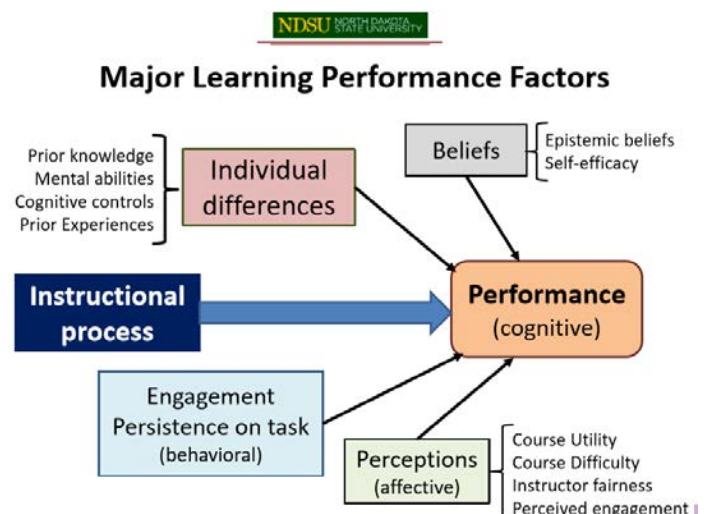 NDSU NORTH DAKOTA
STATE UNIVERSITY
Major Learning Performance Factors
Prior knowledge
Mental abilities
Cognitive controls
Prior Experiences
Individual
differences
Beliefs
Epistemic beliefs
Self-efficacy
Instructional
process
Performance
(cognitive)
Engagement
Persistence on task
(behavioral)
Perceptions
(affective)
Course Utility
Course Difficulty
Instructor fairness
Perceived engagement